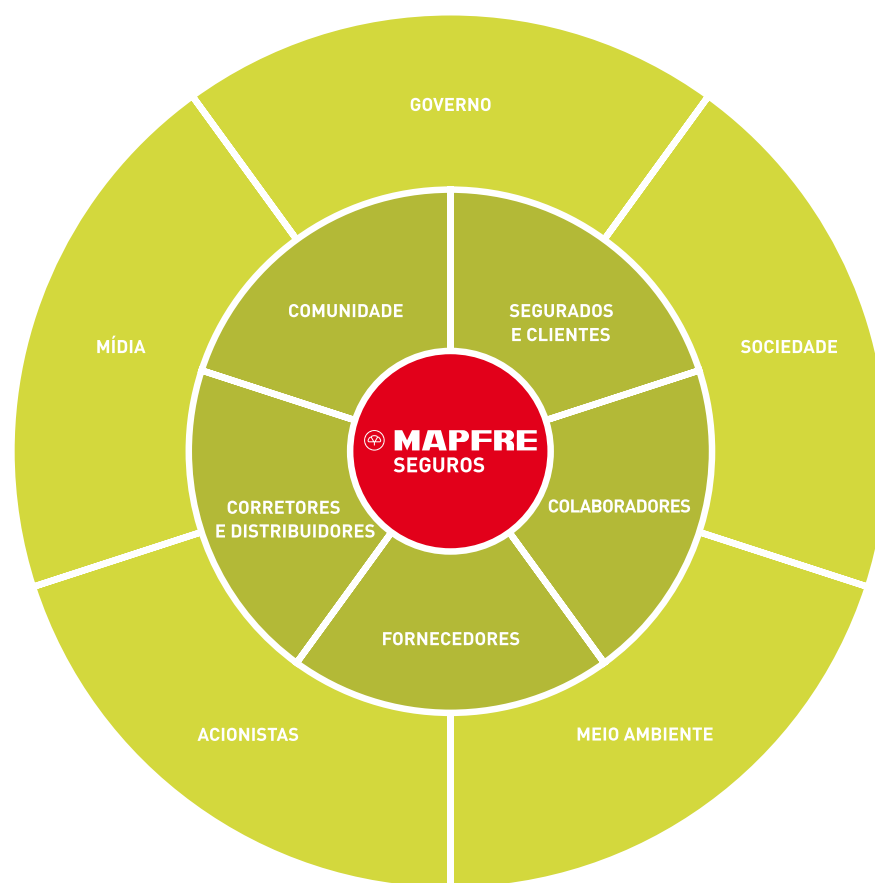 GOVERNO
COMUNIDADE
SEGURADOS
E CLIENTES
MÍDIA
SOCIEDADE
MAPFRE
SEGUROS
CORRETORES
E DISTRIBUIDORES
COLABORADORES
FORNECEDORES
ACIONISTAS
MEIO AMBIENTE